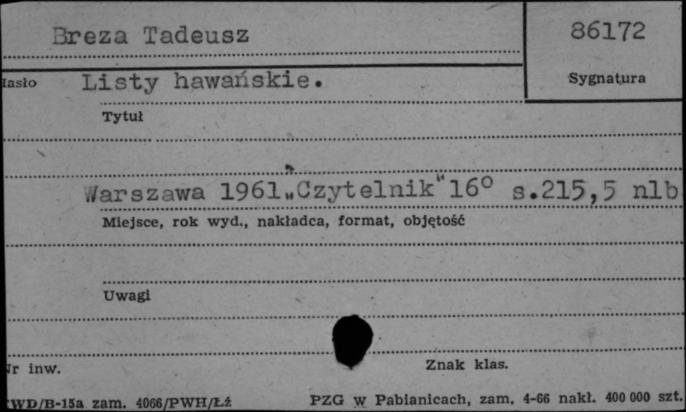 Breza Tadeusz
86172
Hasło Listy hawańskie.
Sygnatura
Tytuł
Warszawa 1961„Czytelnik"16° s.215,5 nlb
Miejsce, rok wyd., nakładca, format, objętość
Uwagi
Nr inw.
Znak klas.
PWD/B-15a zam. 4066/PWH/Łź
PZG w Pabianicach, zam. 4-66 nakł. 400 000 szt.